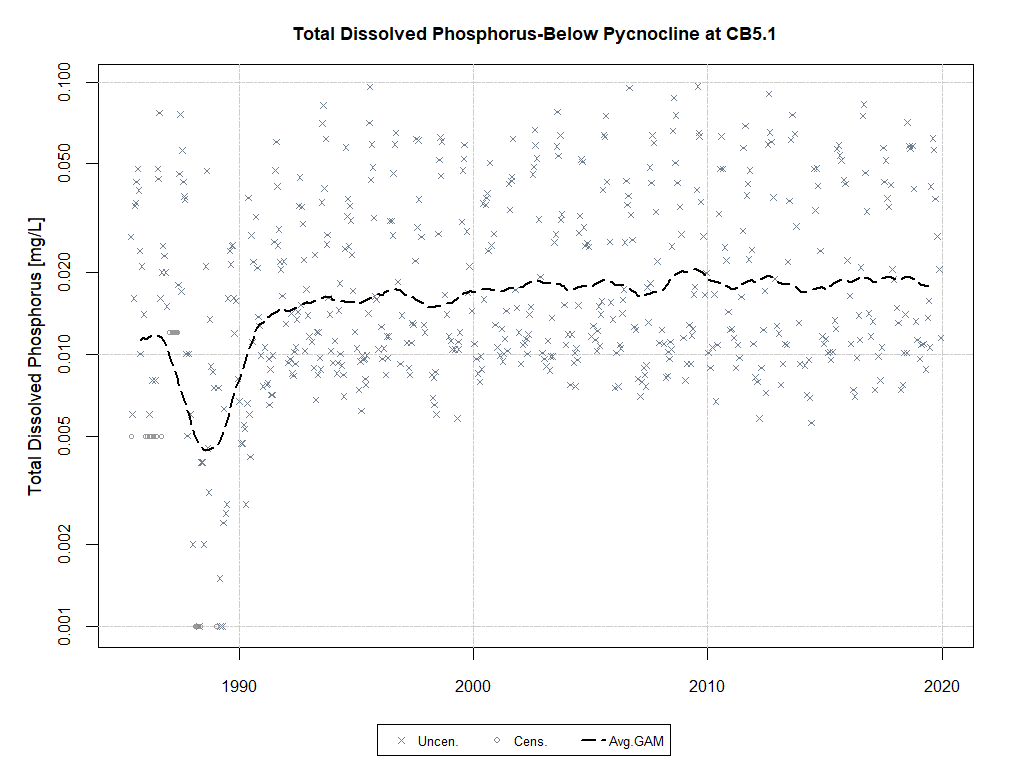 Total Dissolved Phosphorus-Below Pycnocline at CB5.1
Total Dissolved Phosphorus [mg/L]
0.100
0.050
0.020
0.010
0.005
0.002
0.001
1990 2000 2010 2020
Uncen. Cens. Avg.GAM